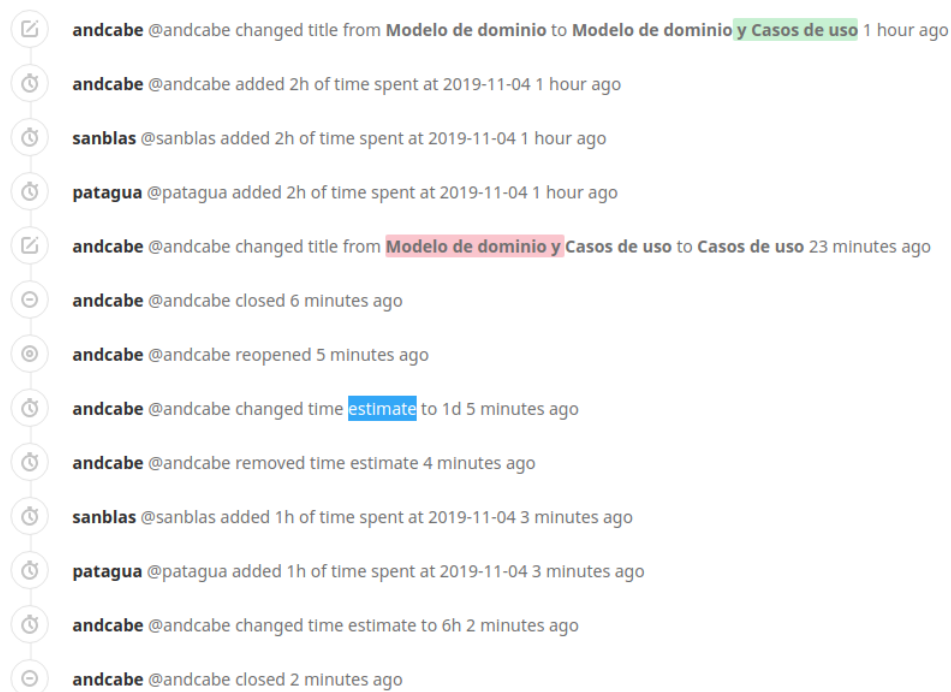 andcabe @andcabe changed title from Modelo de dominio to Modelo de dominio y Casos de uso 1 hour ago
andcabe @andcabe added 2h of time spent at 2019-11-04 1 hour ago
sanblas @sanblas added 2h of time spent at 2019-11-04 1 hour ago
patagua @patagua added 2h of time spent at 2019-11-04 1 hour ago
andcabe @andcabe changed title from Modelo de dominio y Casos de uso to Casos de uso 23 minutes ago
andcabe @andcabe closed 6 minutes ago
andcabe @andcabe reopened 5 minutes ago
andcabe @andcabe changed time estimate to 1d 5 minutes ago
andcabe @andcabe removed time estimate 4 minutes ago
sanblas @sanblas added 1h of time spent at 2019-11-04 3 minutes ago
patagua @patagua added 1h of time spent at 2019-11-04 3 minutes ago
andcabe @andcabe changed time estimate to 6h 2 minutes ago
andcabe @andcabe closed 2 minutes ago